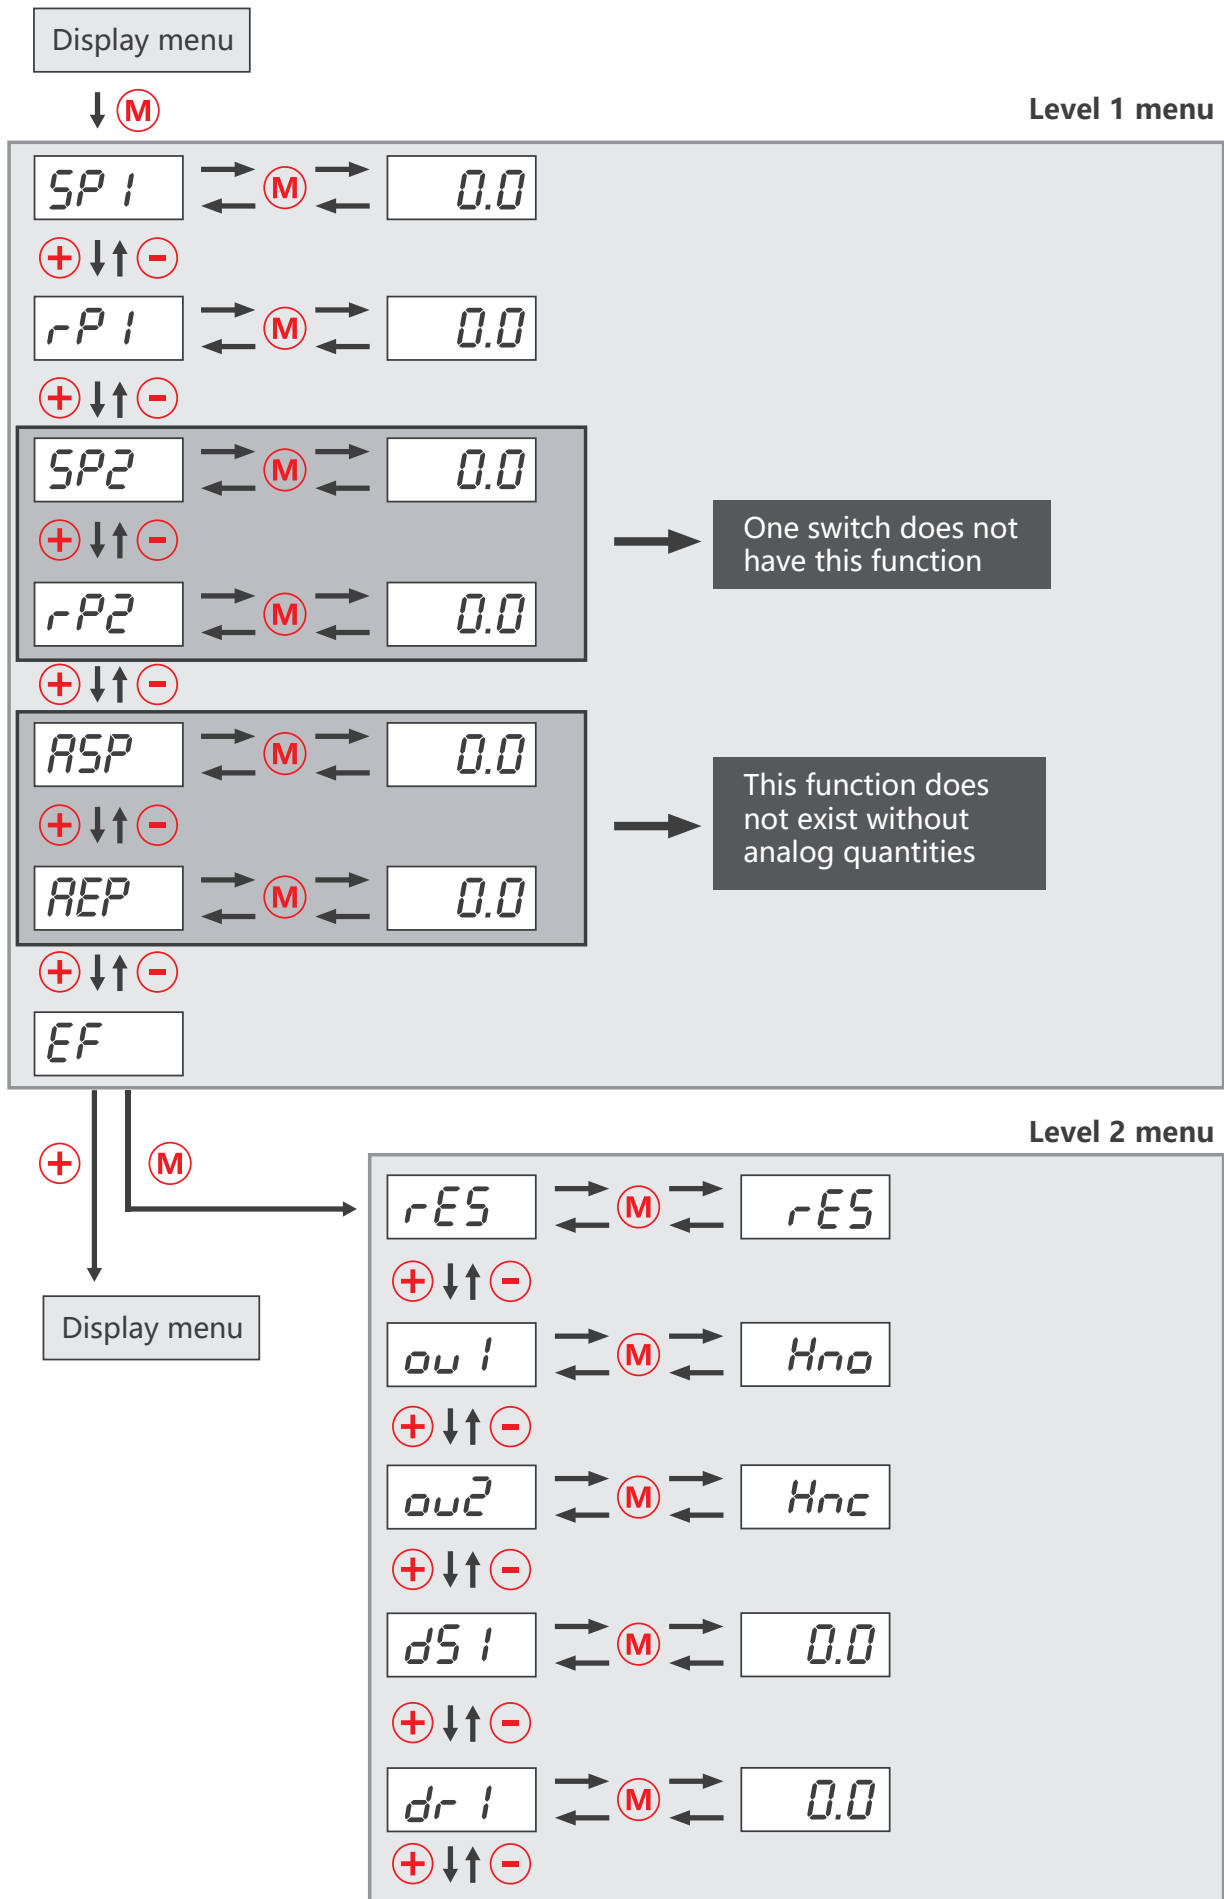 Display menu
M
Level 1 menu
SP1 M 0.0
+ -
rP1 M 0.0
+ -
SP2 M 0.0
+ -
One switch does not
have this function
rP2 M 0.0
+ -
ASP M 0.0
+ -
This function does
not exist without
analog quantities
AEP M 0.0
+ -
EF
Level 2 menu
+ M
rES M rES
+ -
Display menu
ou1 M Hno
+ -
ou2 M Hnc
+ -
dS1 M 0.0
+ -
dr1 M 0.0
+ -